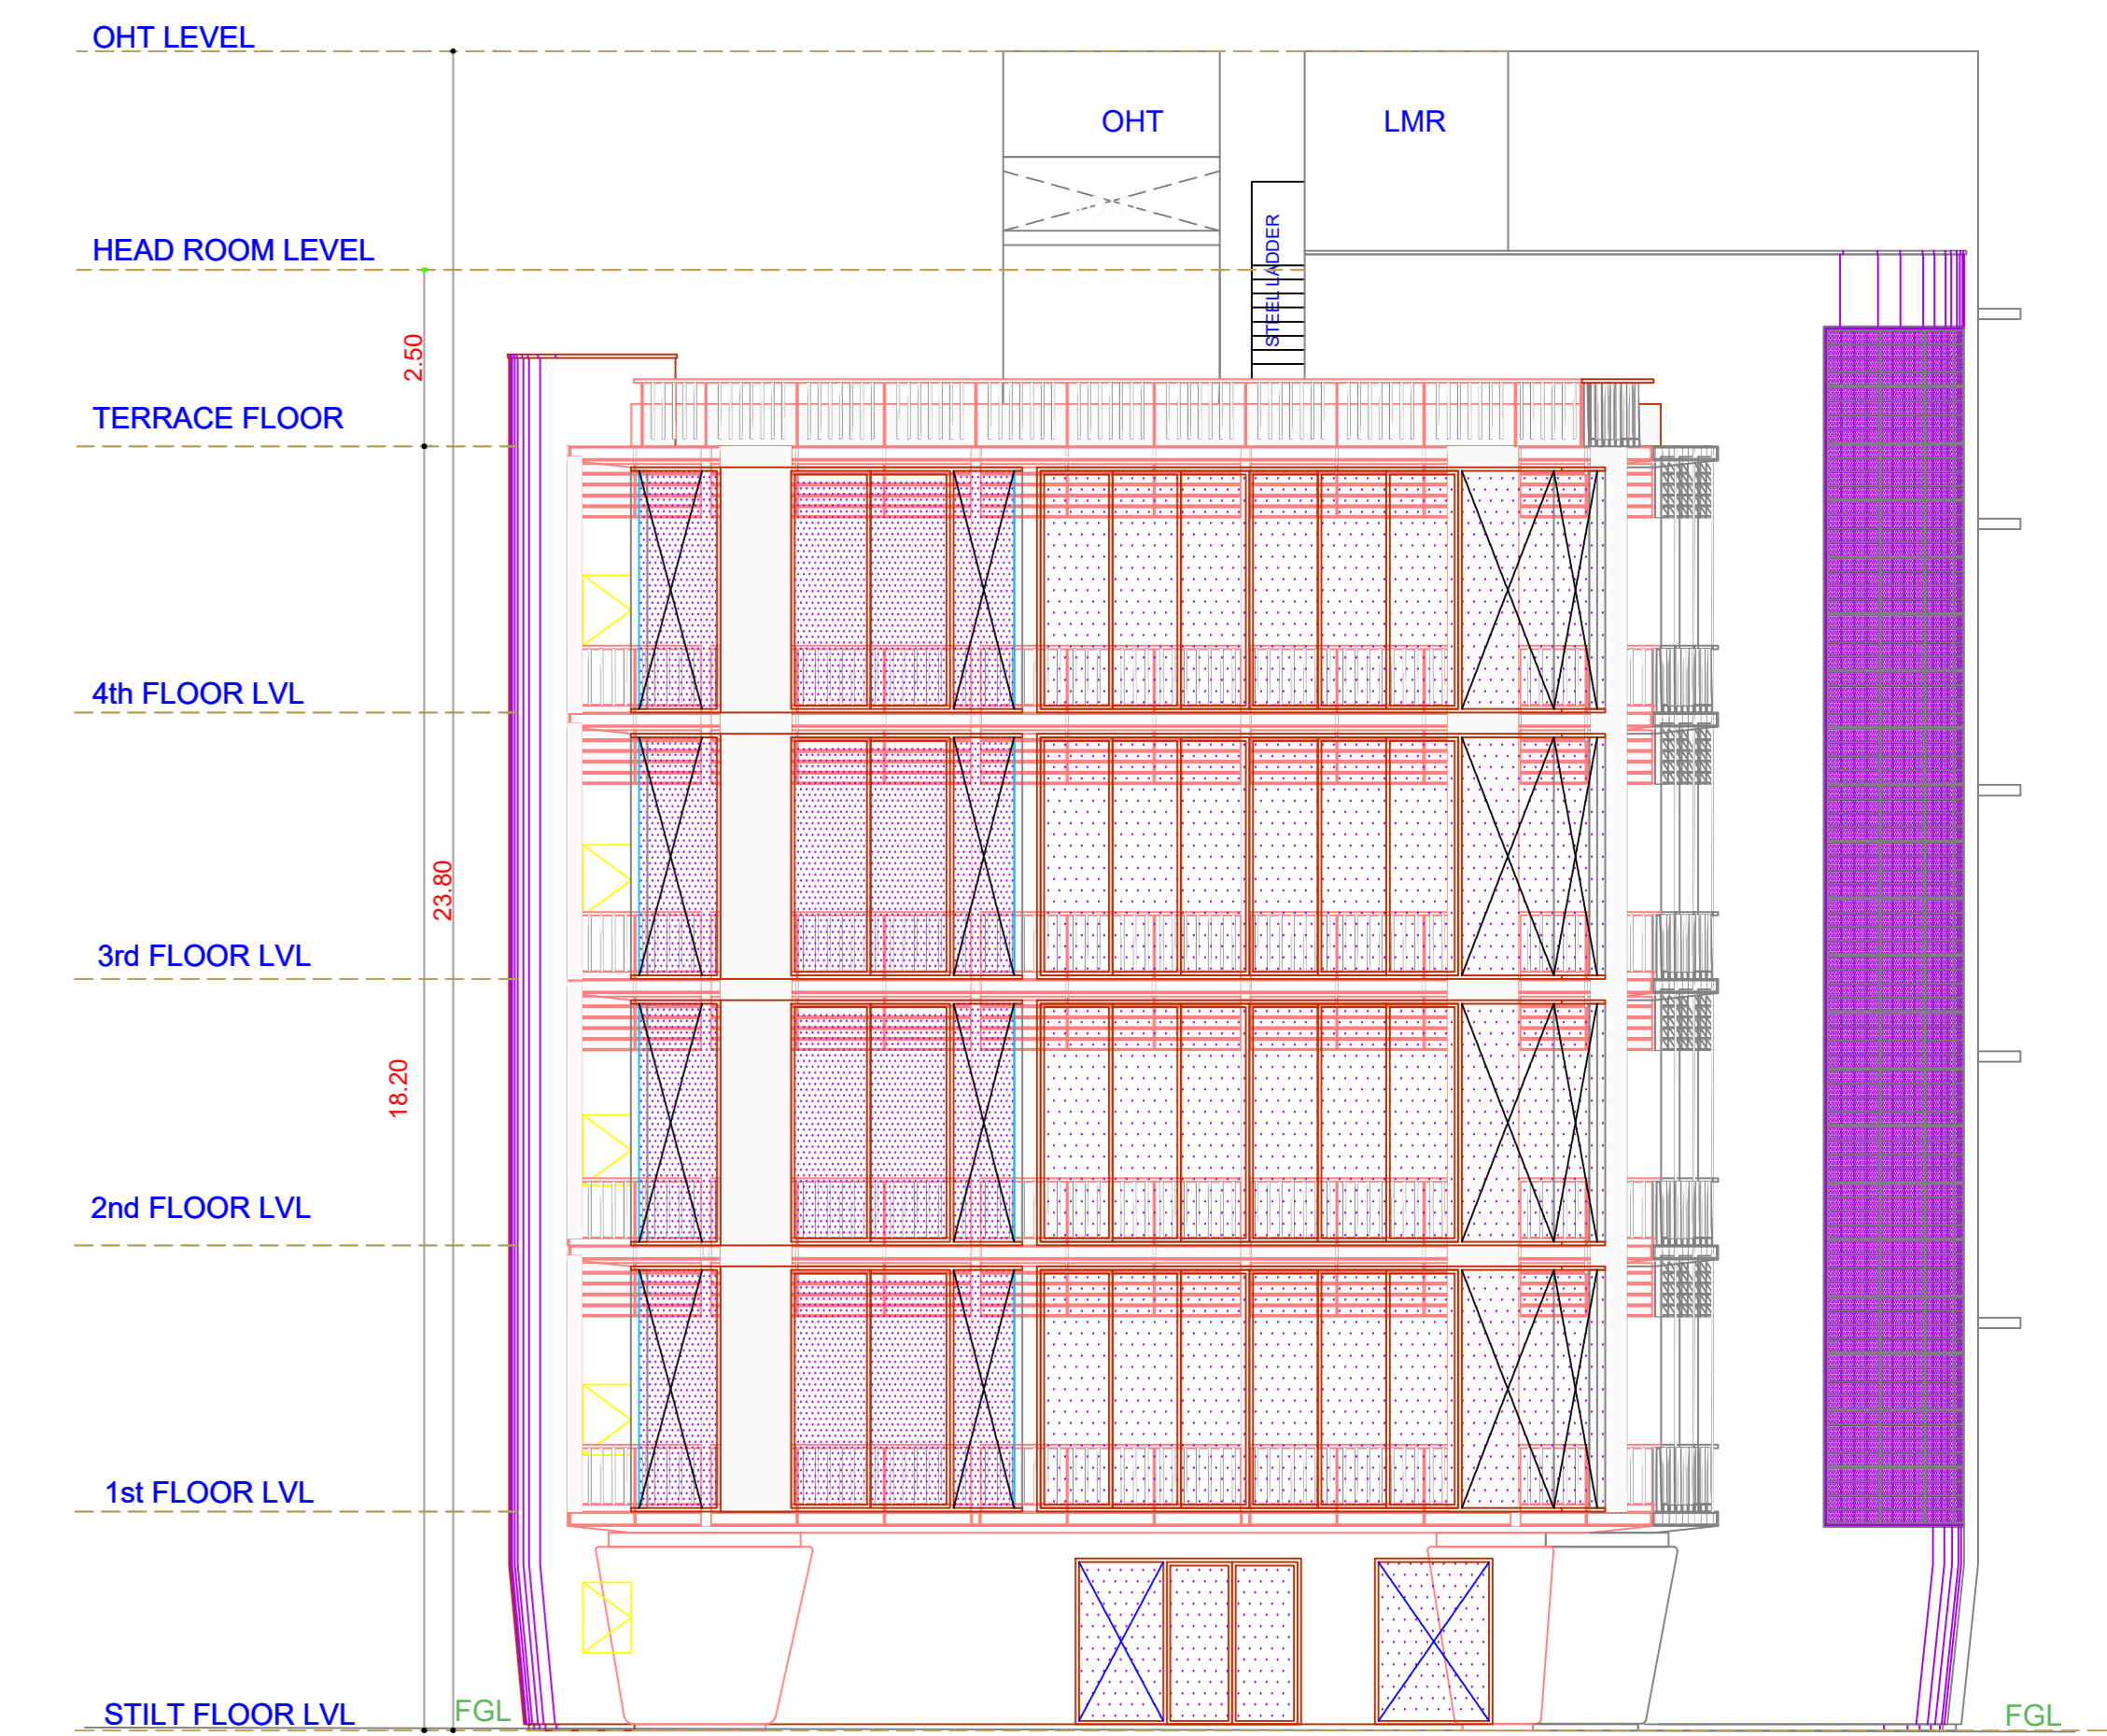 OHT LEVEL
OHT
LMR
STEEL LADDER
HEAD ROOM LEVEL
2.50
TERRACE FLOOR
4th FLOOR LVL
23.80
3rd FLOOR LVL
18.20
2nd FLOOR LVL
1st FLOOR LVL
STILT FLOOR LVL
FGL
FGL